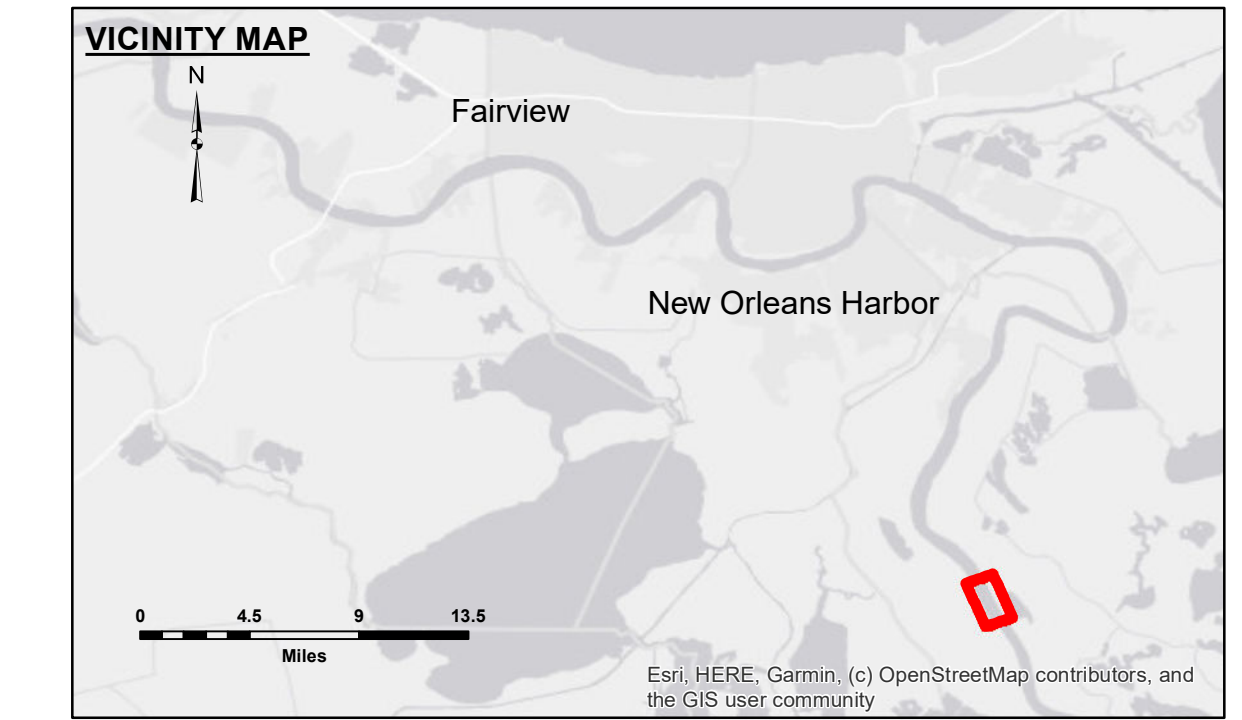 VICINITY MAP
N
Fairview
New Orleans Harbor
0 4.5 9 13.5
Miles
Esri, HERE, Garmin, (c) OpenStreetMap contributors, and
the GIS user community